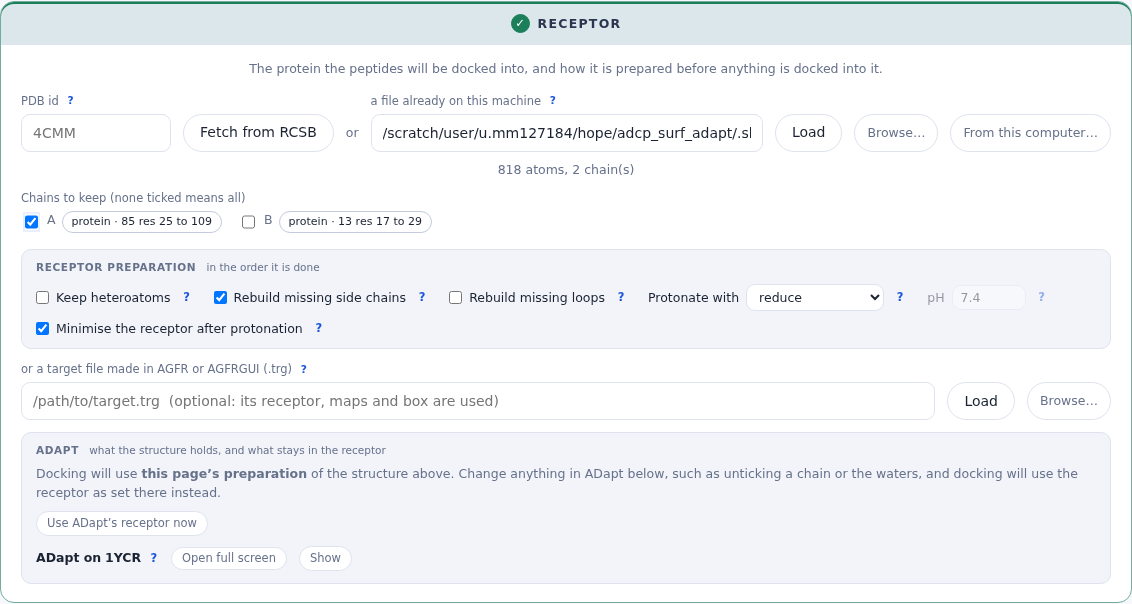 RECEPTOR
The protein the peptides will be docked into, and how it is prepared before anything is docked into it.
PDB id ? a file already on this machine ?
4CMM Fetch from RCSB or /scratch/user/u.mm127184/hope/adcp_surf_adapt/.sl Load Browse… From this computer…
818 atoms, 2 chain(s)
Chains to keep (none ticked means all)
A protein · 85 res 25 to 109 B protein · 13 res 17 to 29
RECEPTOR PREPARATION in the order it is done
Keep heteroatoms ? Rebuild missing side chains ? Rebuild missing loops ? Protonate with reduce ? pH 7.4 ?
Minimise the receptor after protonation ?
or a target file made in AGFR or AGFRGUI (.trg) ?
/path/to/target.trg (optional: its receptor, maps and box are used) Load Browse…
ADAPT what the structure holds, and what stays in the receptor
Docking will use this page’s preparation of the structure above. Change anything in ADapt below, such as unticking a chain or the waters, and docking will use the
receptor as set there instead.
Use ADapt’s receptor now
ADapt on 1YCR ? Open full screen Show